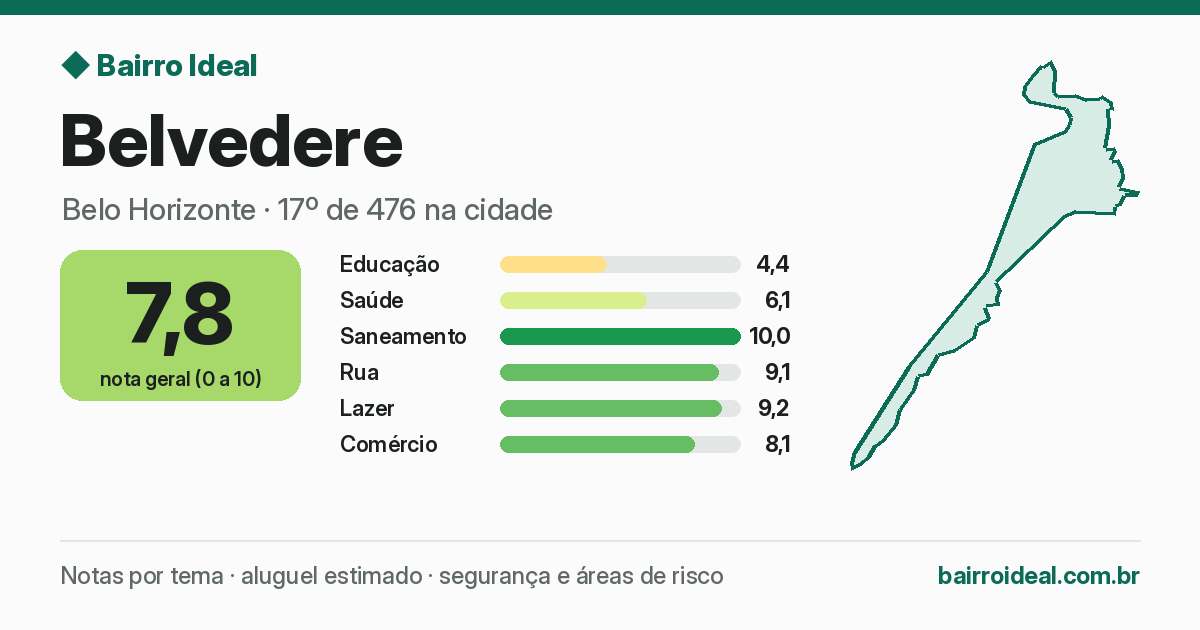 Bairro Ideal
Belvedere
Belo Horizonte · 17º de 476 na cidade
7,8
nota geral (0 a 10)
Educação 4,4
Saúde 6,1
Saneamento 10,0
Rua 9,1
Lazer 9,2
Comércio 8,1
Notas por tema · aluguel estimado · segurança e áreas de risco
bairroideal.com.br